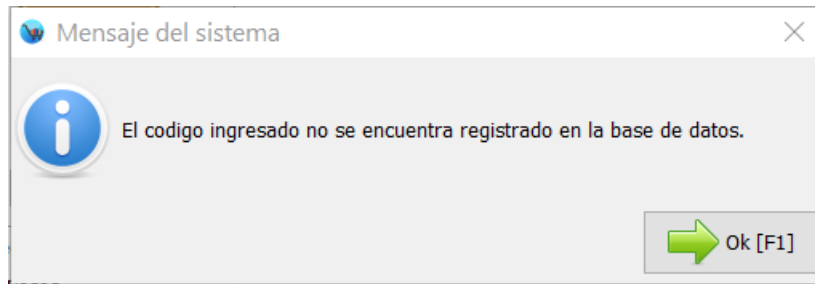 Mensaje del sistema
El codigo ingresado no se encuentra registrado en la base de datos.
Ok [F1]